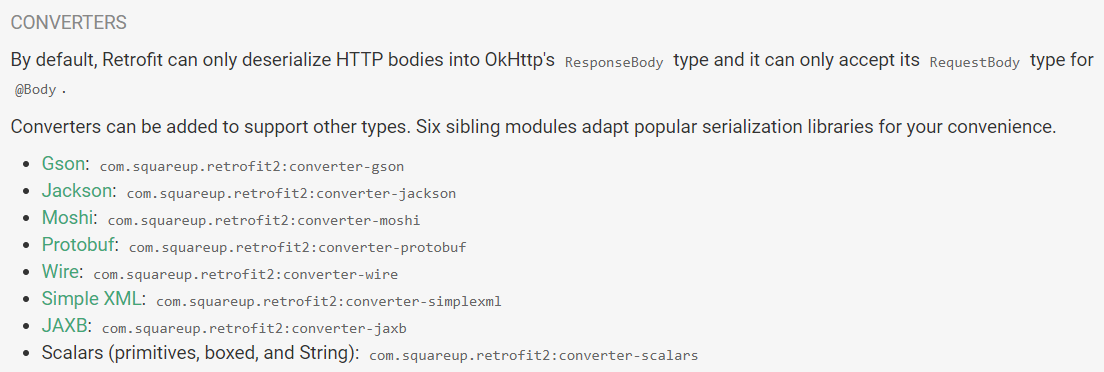 CONVERTERS
By default, Retrofit can only deserialize HTTP bodies into OkHttp's ResponseBody type and it can only accept its RequestBody type for
@Body.
Converters can be added to support other types. Six sibling modules adapt popular serialization libraries for your convenience.
• Gson: com.squareup.retrofit2:converter-gson
• Jackson: com.squareup.retrofit2:converter-jackson
• Moshi: com.squareup.retrofit2:converter-moshi
• Protobuf: com.squareup.retrofit2:converter-protobuf
• Wire: com.squareup.retrofit2:converter-wire
• Simple XML: com.squareup.retrofit2:converter-simplexml
• JAXB: com.squareup.retrofit2:converter-jaxb
• Scalars (primitives, boxed, and String): com.squareup.retrofit2:converter-scalars